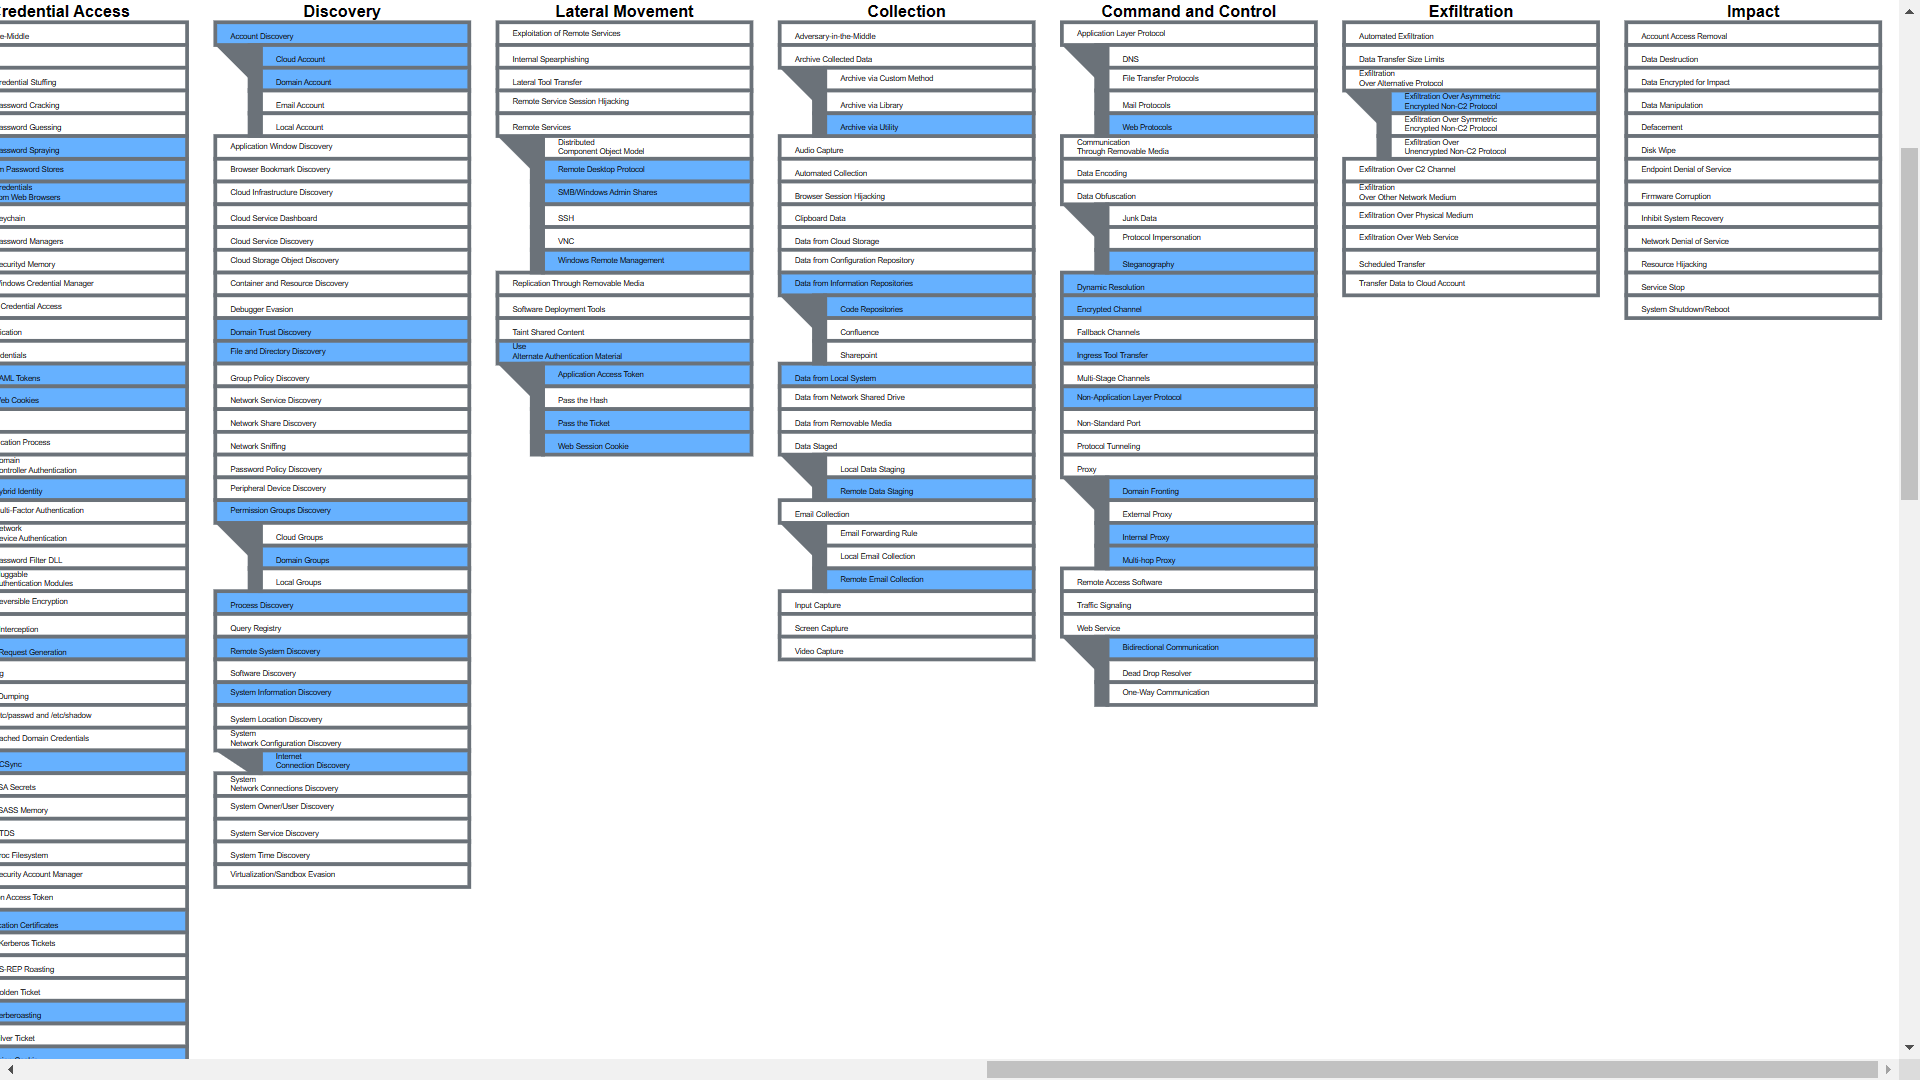 redential Access
e-Middle
redential Stuffing
assword Cracking
assword Guessing
assword Spraying
n Password Stores
redentials
om Web Browsers
eychain
assword Managers
ecurityd Memory
indows Credential Manager
Credential Access
ication
dentials
AML Tokens
eb Cookies
cation Process
omain
ontroller Authentication
ybrid Identity
ulti-Factor Authentication
etwork
evice Authentication
assword Filter DLL
luggable
uthentication Modules
eversible Encryption
nterception
Request Generation
g
Dumping
tc/passwd and /etc/shadow
ached Domain Credentials
CSync
SA Secrets
SASS Memory
TDS
roc Filesystem
ecurity Account Manager
n Access Token
cation Certificates
Kerberos Tickets
S-REP Roasting
olden Ticket
erberoasting
lver Ticket
Discovery
Account Discovery
Cloud Account
Domain Account
Email Account
Local Account
Application Window Discovery
Browser Bookmark Discovery
Cloud Infrastructure Discovery
Cloud Service Dashboard
Cloud Service Discovery
Cloud Storage Object Discovery
Container and Resource Discovery
Debugger Evasion
Domain Trust Discovery
File and Directory Discovery
Group Policy Discovery
Network Service Discovery
Network Share Discovery
Network Sniffing
Password Policy Discovery
Peripheral Device Discovery
Permission Groups Discovery
Cloud Groups
Domain Groups
Local Groups
Process Discovery
Query Registry
Remote System Discovery
Software Discovery
System Information Discovery
System Location Discovery
System
Network Configuration Discovery
Internet
Connection Discovery
System
Network Connections Discovery
System Owner/User Discovery
System Service Discovery
System Time Discovery
Virtualization/Sandbox Evasion
Lateral Movement
Exploitation of Remote Services
Internal Spearphishing
Lateral Tool Transfer
Remote Service Session Hijacking
Remote Services
Distributed
Component Object Model
Remote Desktop Protocol
SMB/Windows Admin Shares
SSH
VNC
Windows Remote Management
Replication Through Removable Media
Software Deployment Tools
Taint Shared Content
Use
Alternate Authentication Material
Application Access Token
Pass the Hash
Pass the Ticket
Web Session Cookie
Collection
Adversary-in-the-Middle
Archive Collected Data
Archive via Custom Method
Archive via Library
Archive via Utility
Audio Capture
Automated Collection
Browser Session Hijacking
Clipboard Data
Data from Cloud Storage
Data from Configuration Repository
Data from Information Repositories
Code Repositories
Confluence
Sharepoint
Data from Local System
Data from Network Shared Drive
Data from Removable Media
Data Staged
Local Data Staging
Remote Data Staging
Email Collection
Email Forwarding Rule
Local Email Collection
Remote Email Collection
Input Capture
Screen Capture
Video Capture
Command and Control
Application Layer Protocol
DNS
File Transfer Protocols
Mail Protocols
Web Protocols
Communication
Through Removable Media
Data Encoding
Data Obfuscation
Junk Data
Protocol Impersonation
Steganography
Dynamic Resolution
Encrypted Channel
Fallback Channels
Ingress Tool Transfer
Multi-Stage Channels
Non-Application Layer Protocol
Non-Standard Port
Protocol Tunneling
Proxy
Domain Fronting
External Proxy
Internal Proxy
Multi-hop Proxy
Remote Access Software
Traffic Signaling
Web Service
Bidirectional Communication
Dead Drop Resolver
One-Way Communication
Exfiltration
Automated Exfiltration
Data Transfer Size Limits
Exfiltration
Over Alternative Protocol
Exfiltration Over Asymmetric
Encrypted Non-C2 Protocol
Exfiltration Over Symmetric
Encrypted Non-C2 Protocol
Exfiltration Over
Unencrypted Non-C2 Protocol
Exfiltration Over C2 Channel
Exfiltration
Over Other Network Medium
Exfiltration Over Physical Medium
Exfiltration Over Web Service
Scheduled Transfer
Transfer Data to Cloud Account
Impact
Account Access Removal
Data Destruction
Data Encrypted for Impact
Data Manipulation
Defacement
Disk Wipe
Endpoint Denial of Service
Firmware Corruption
Inhibit System Recovery
Network Denial of Service
Resource Hijacking
Service Stop
System Shutdown/Reboot